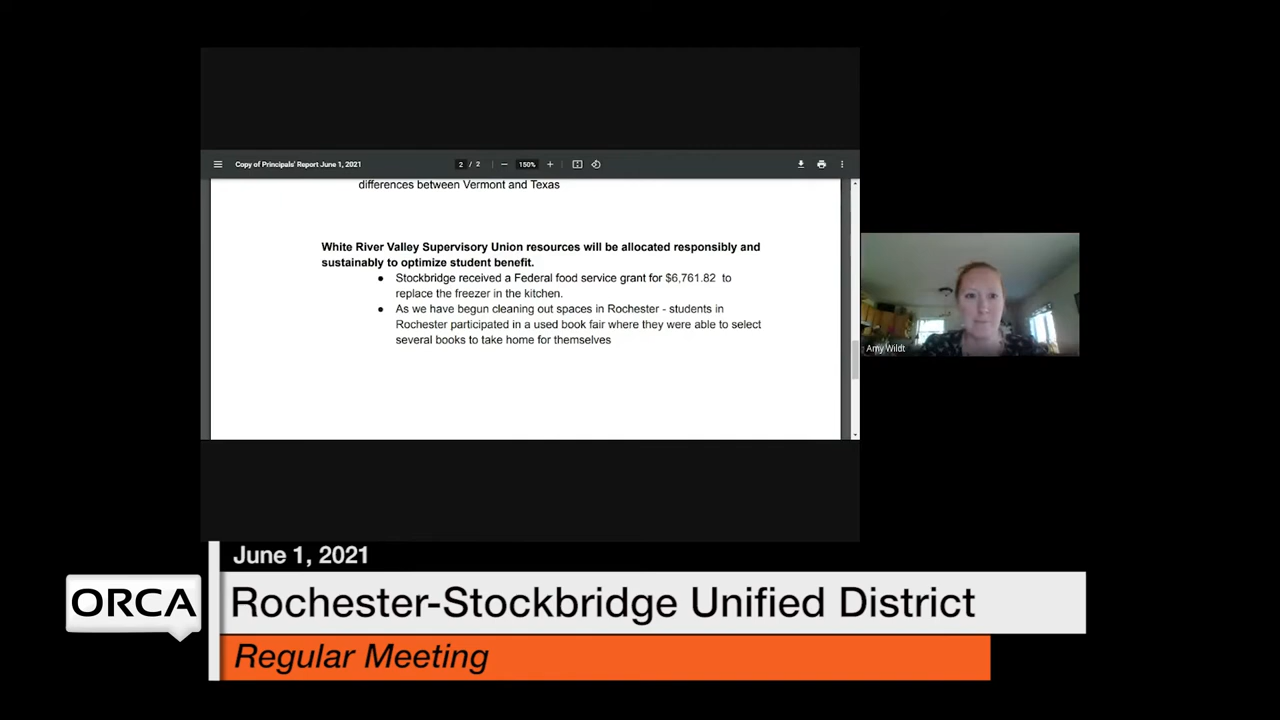 Copy of Principals' Report June 1, 2021
2 / 2
150%
differences between Vermont and Texas
White River Valley Supervisory Union resources will be allocated responsibly and
sustainably to optimize student benefit.
Stockbridge received a Federal food service grant for $6,761.82 to
replace the freezer in the kitchen.
As we have begun cleaning out spaces in Rochester - students in
Rochester participated in a used book fair where they were able to select
several books to take home for themselves
Amy Wildt
June 1, 2021
ORCA
Rochester-Stockbridge Unified District
Regular Meeting